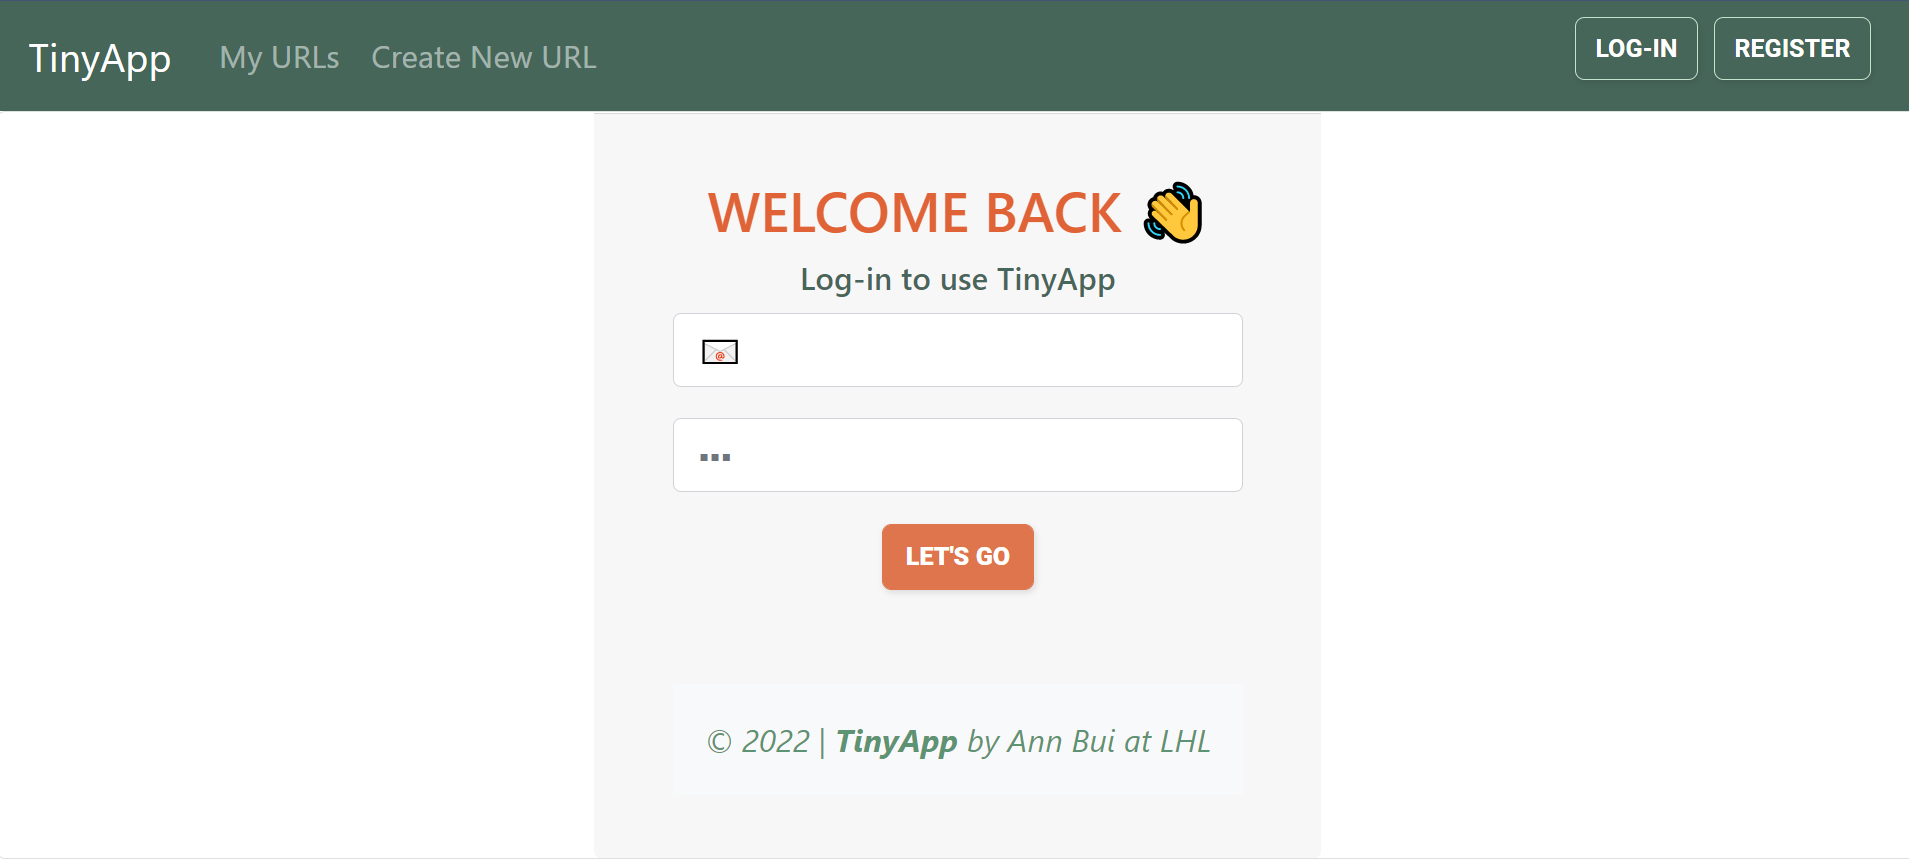 TinyApp My URLs Create New URL LOG-IN REGISTER
WELCOME BACK 👋
Log-in to use TinyApp
📧
▪▪▪
LET'S GO
© 2022 | TinyApp by Ann Bui at LHL